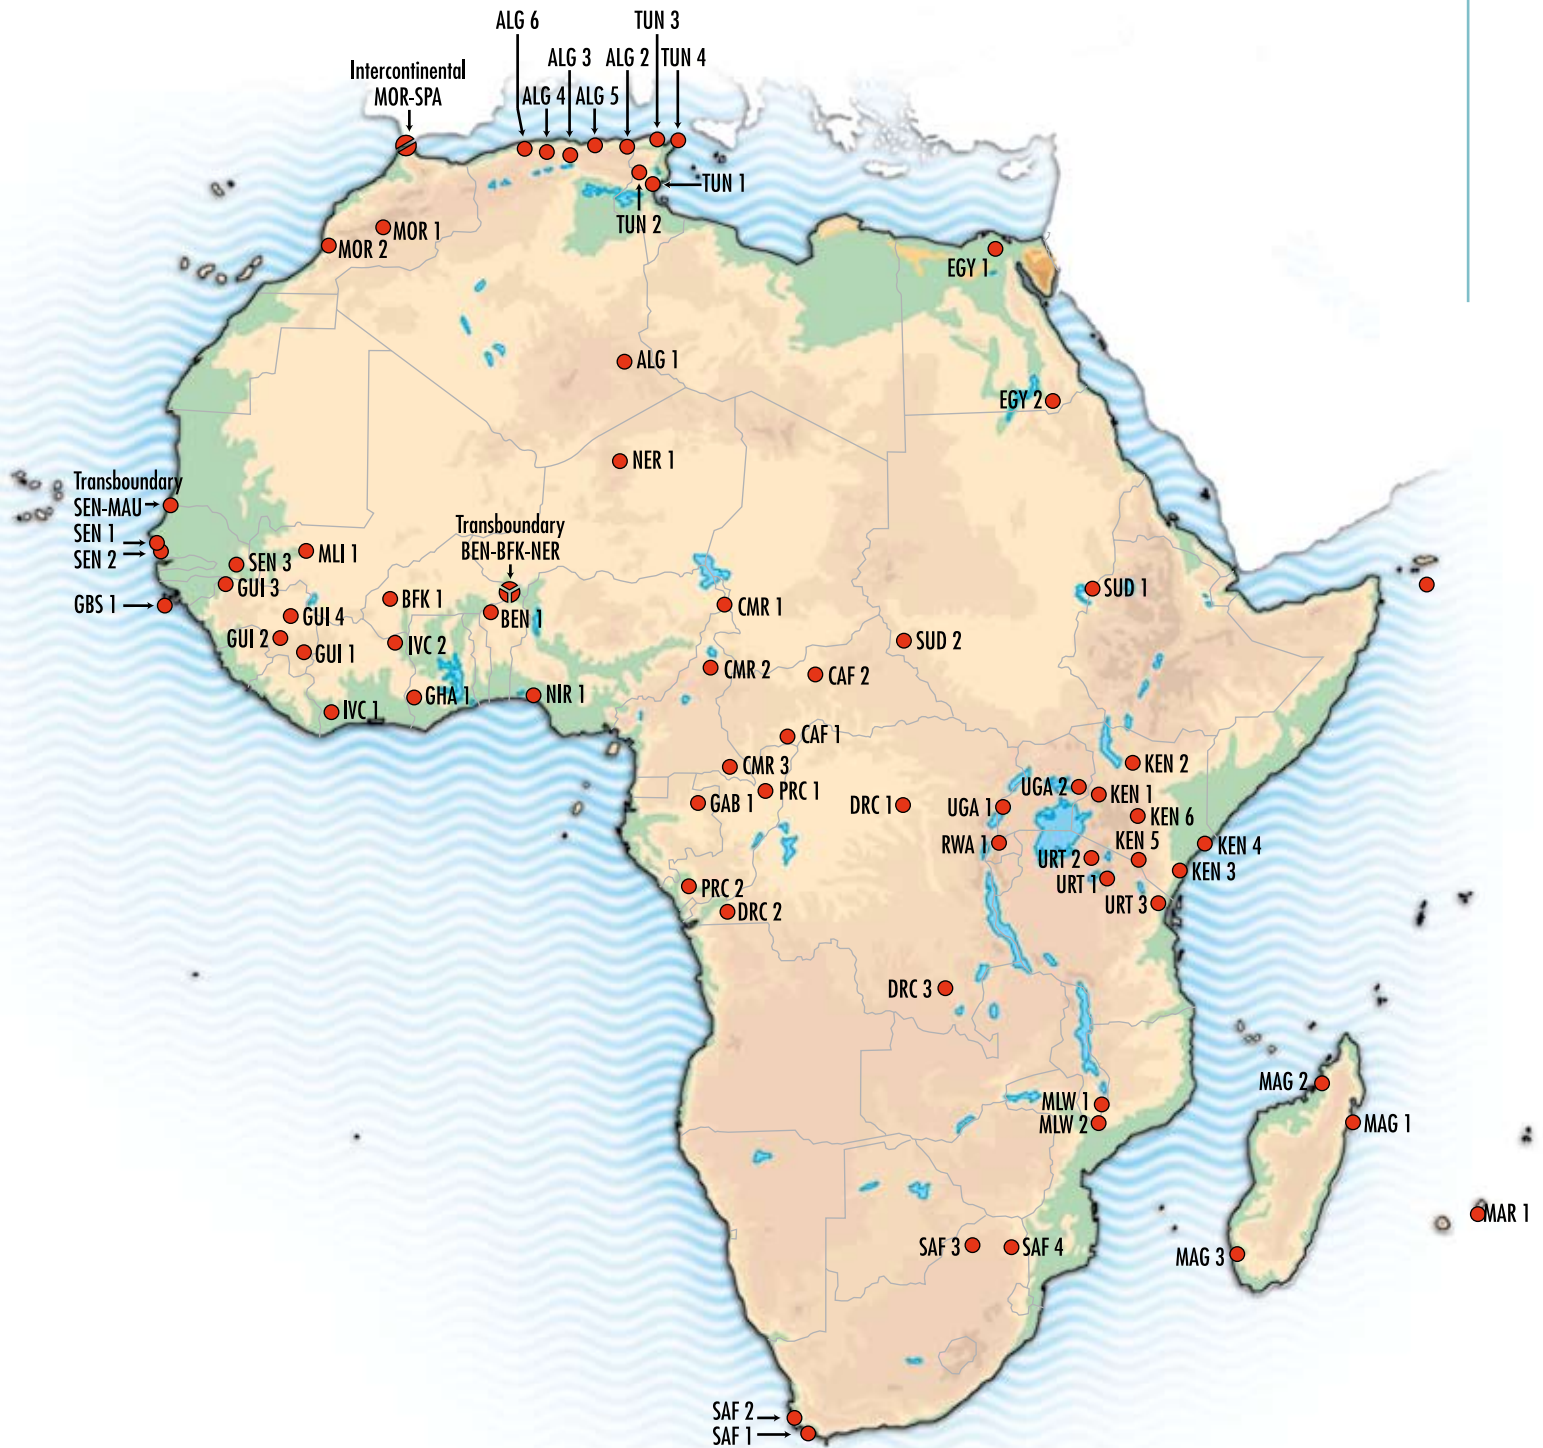 ALG 6
TUN 3
ALG 3
ALG 2
TUN 4
Intercontinental
MOR-SPA
ALG 4
ALG 5
TUN 1
TUN 2
MOR 1
MOR 2
EGY 1
ALG 1
EGY 2
NER 1
Transboundary
SEN-MAU
SEN 1
SEN 2
Transboundary
BEN-BFK-NER
MLI 1
SEN 3
GUI 3
GBS 1
BFK 1
BEN 1
CMR 1
SUD 1
GUI 4
GUI 2
GUI 1
IVC 2
SUD 2
CMR 2
CAF 2
GHA 1
NIR 1
IVC 1
CAF 1
CMR 3
KEN 2
PRC 1
UGA 2
KEN 1
GAB 1
DRC 1
UGA 1
KEN 6
RWA 1
KEN 5
KEN 4
URT 2
KEN 3
URT 1
PRC 2
URT 3
DRC 2
DRC 3
MAG 2
MLW 1
MLW 2
MAG 1
MAR 1
SAF 3
SAF 4
MAG 3
SAF 2
SAF 1